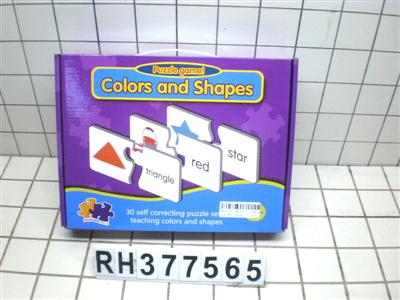 Puzzle game!
Colors and Shapes
triangle
red
star
30 self correcting puzzle se
teaching colors and shapes
RH377565